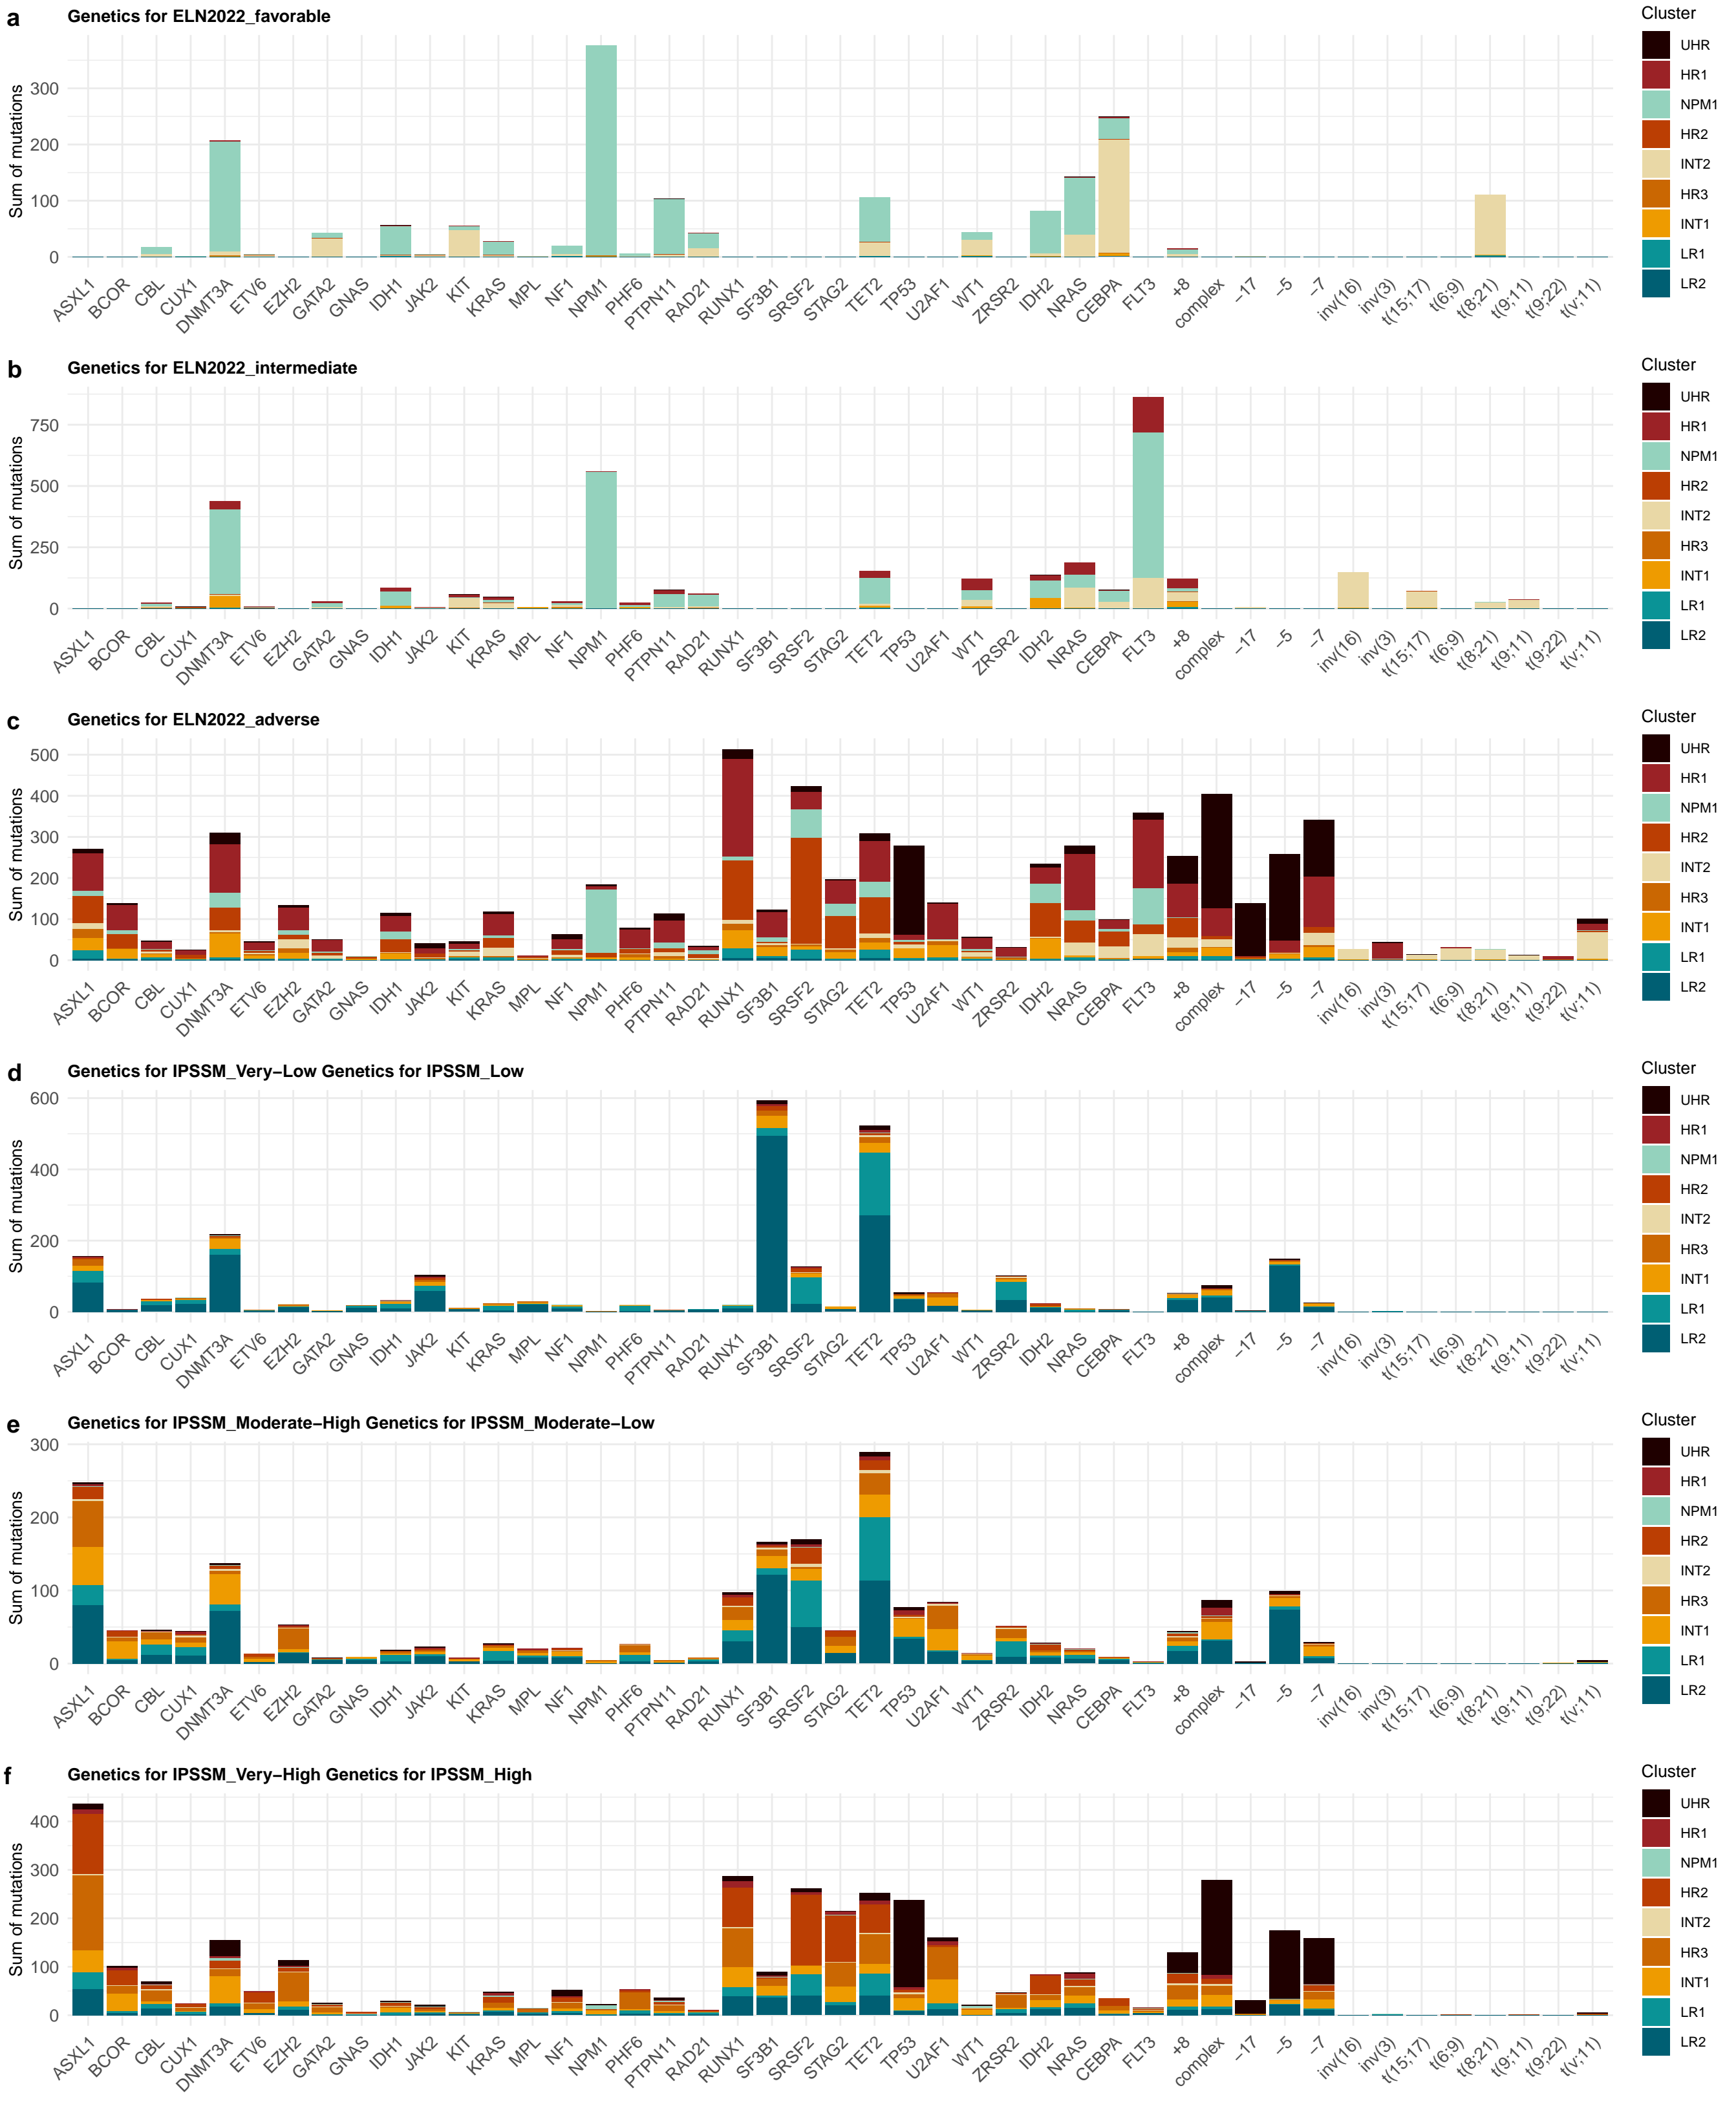 a Genetics for ELN2022_favorable
Sum of mutations
300
200
100
0
ASXL1 BCOR CBL CUX1 DNMT3A ETV6 EZH2 GATA2 GNAS IDH1 JAK2 KIT KRAS MPL NF1 NPM1 PHF6 PTPN11 RAD21 RUNX1 SF3B1 SRSF2 STAG2 TET2 TP53 U2AF1 WT1 ZRSR2 IDH2 NRAS CEBPA FLT3 +8 complex −17 −5 −7 inv(16) inv(3) t(15;17) t(6;9) t(8;21) t(9;11) t(9;22) t(v;11)
Cluster
UHR
HR1
NPM1
HR2
INT2
HR3
INT1
LR1
LR2
b Genetics for ELN2022_intermediate
Sum of mutations
750
500
250
0
ASXL1 BCOR CBL CUX1 DNMT3A ETV6 EZH2 GATA2 GNAS IDH1 JAK2 KIT KRAS MPL NF1 NPM1 PHF6 PTPN11 RAD21 RUNX1 SF3B1 SRSF2 STAG2 TET2 TP53 U2AF1 WT1 ZRSR2 IDH2 NRAS CEBPA FLT3 +8 complex −17 −5 −7 inv(16) inv(3) t(15;17) t(6;9) t(8;21) t(9;11) t(9;22) t(v;11)
Cluster
UHR
HR1
NPM1
HR2
INT2
HR3
INT1
LR1
LR2
c Genetics for ELN2022_adverse
Sum of mutations
500
400
300
200
100
0
ASXL1 BCOR CBL CUX1 DNMT3A ETV6 EZH2 GATA2 GNAS IDH1 JAK2 KIT KRAS MPL NF1 NPM1 PHF6 PTPN11 RAD21 RUNX1 SF3B1 SRSF2 STAG2 TET2 TP53 U2AF1 WT1 ZRSR2 IDH2 NRAS CEBPA FLT3 +8 complex −17 −5 −7 inv(16) inv(3) t(15;17) t(6;9) t(8;21) t(9;11) t(9;22) t(v;11)
Cluster
UHR
HR1
NPM1
HR2
INT2
HR3
INT1
LR1
LR2
d Genetics for IPSSM_Very−Low Genetics for IPSSM_Low
Sum of mutations
600
400
200
0
ASXL1 BCOR CBL CUX1 DNMT3A ETV6 EZH2 GATA2 GNAS IDH1 JAK2 KIT KRAS MPL NF1 NPM1 PHF6 PTPN11 RAD21 RUNX1 SF3B1 SRSF2 STAG2 TET2 TP53 U2AF1 WT1 ZRSR2 IDH2 NRAS CEBPA FLT3 +8 complex −17 −5 −7 inv(16) inv(3) t(15;17) t(6;9) t(8;21) t(9;11) t(9;22) t(v;11)
Cluster
UHR
HR1
NPM1
HR2
INT2
HR3
INT1
LR1
LR2
e Genetics for IPSSM_Moderate−High Genetics for IPSSM_Moderate−Low
Sum of mutations
300
200
100
0
ASXL1 BCOR CBL CUX1 DNMT3A ETV6 EZH2 GATA2 GNAS IDH1 JAK2 KIT KRAS MPL NF1 NPM1 PHF6 PTPN11 RAD21 RUNX1 SF3B1 SRSF2 STAG2 TET2 TP53 U2AF1 WT1 ZRSR2 IDH2 NRAS CEBPA FLT3 +8 complex −17 −5 −7 inv(16) inv(3) t(15;17) t(6;9) t(8;21) t(9;11) t(9;22) t(v;11)
Cluster
UHR
HR1
NPM1
HR2
INT2
HR3
INT1
LR1
LR2
f Genetics for IPSSM_Very−High Genetics for IPSSM_High
Sum of mutations
400
300
200
100
0
ASXL1 BCOR CBL CUX1 DNMT3A ETV6 EZH2 GATA2 GNAS IDH1 JAK2 KIT KRAS MPL NF1 NPM1 PHF6 PTPN11 RAD21 RUNX1 SF3B1 SRSF2 STAG2 TET2 TP53 U2AF1 WT1 ZRSR2 IDH2 NRAS CEBPA FLT3 +8 complex −17 −5 −7 inv(16) inv(3) t(15;17) t(6;9) t(8;21) t(9;11) t(9;22) t(v;11)
Cluster
UHR
HR1
NPM1
HR2
INT2
HR3
INT1
LR1
LR2